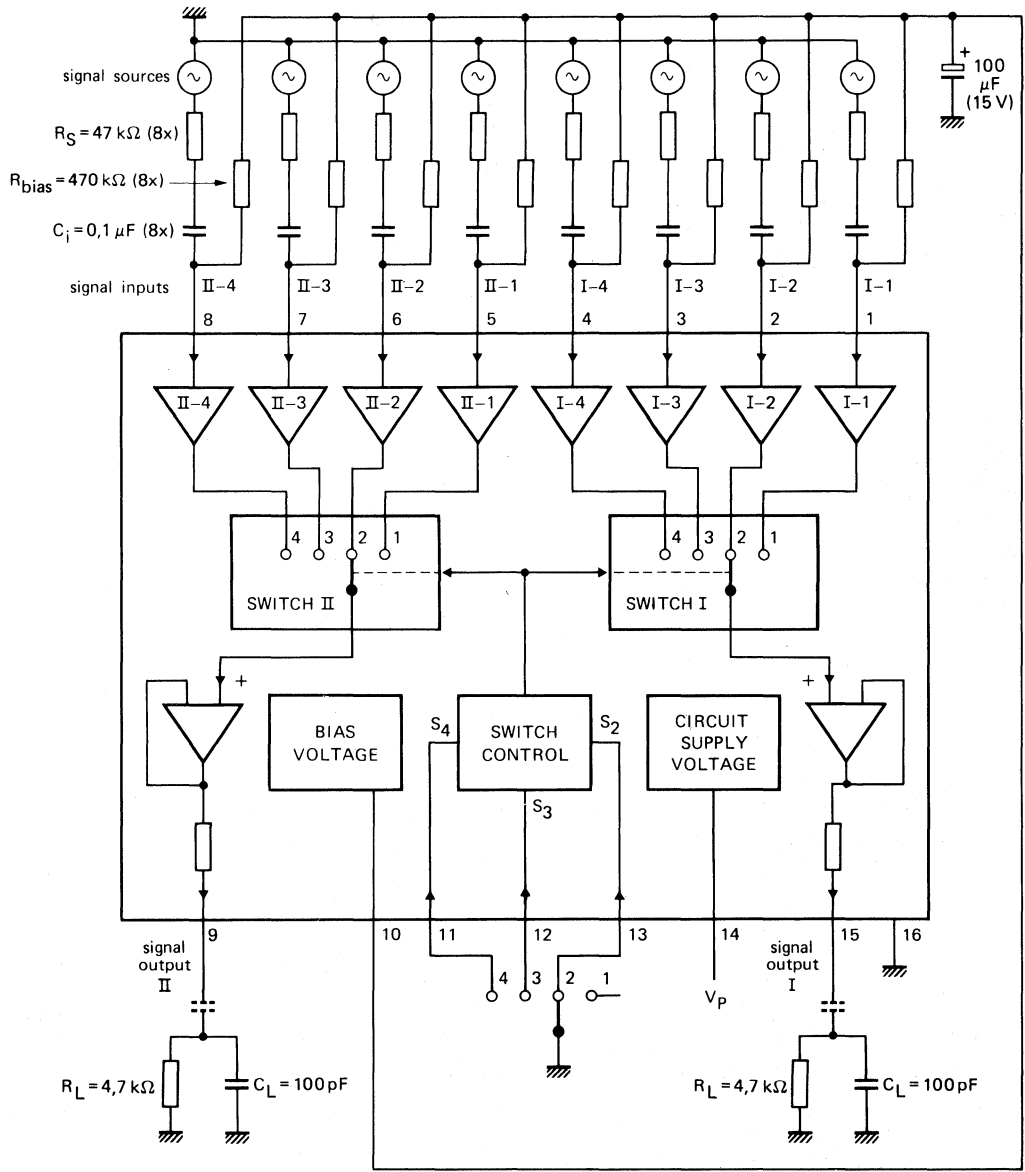 + 100
μF
(15 V)
signal sources
R_S = 47 kΩ (8x)
R_bias = 470 kΩ (8x)
C_i = 0,1 μF (8x)
signal inputs
II-4 II-3 II-2 II-1 I-4 I-3 I-2 I-1
8 7 6 5 4 3 2 1
II-4 II-3 II-2 II-1 I-4 I-3 I-2 I-1
4 3 2 1 4 3 2 1
SWITCH II SWITCH I
+ +
BIAS VOLTAGE
S4
SWITCH CONTROL
S2
S3
CIRCUIT SUPPLY VOLTAGE
9 10 11 12 13 14 15 16
signal output II
4 3 2 1
V_P
signal output I
R_L = 4,7 kΩ C_L = 100 pF R_L = 4,7 kΩ C_L = 100 pF